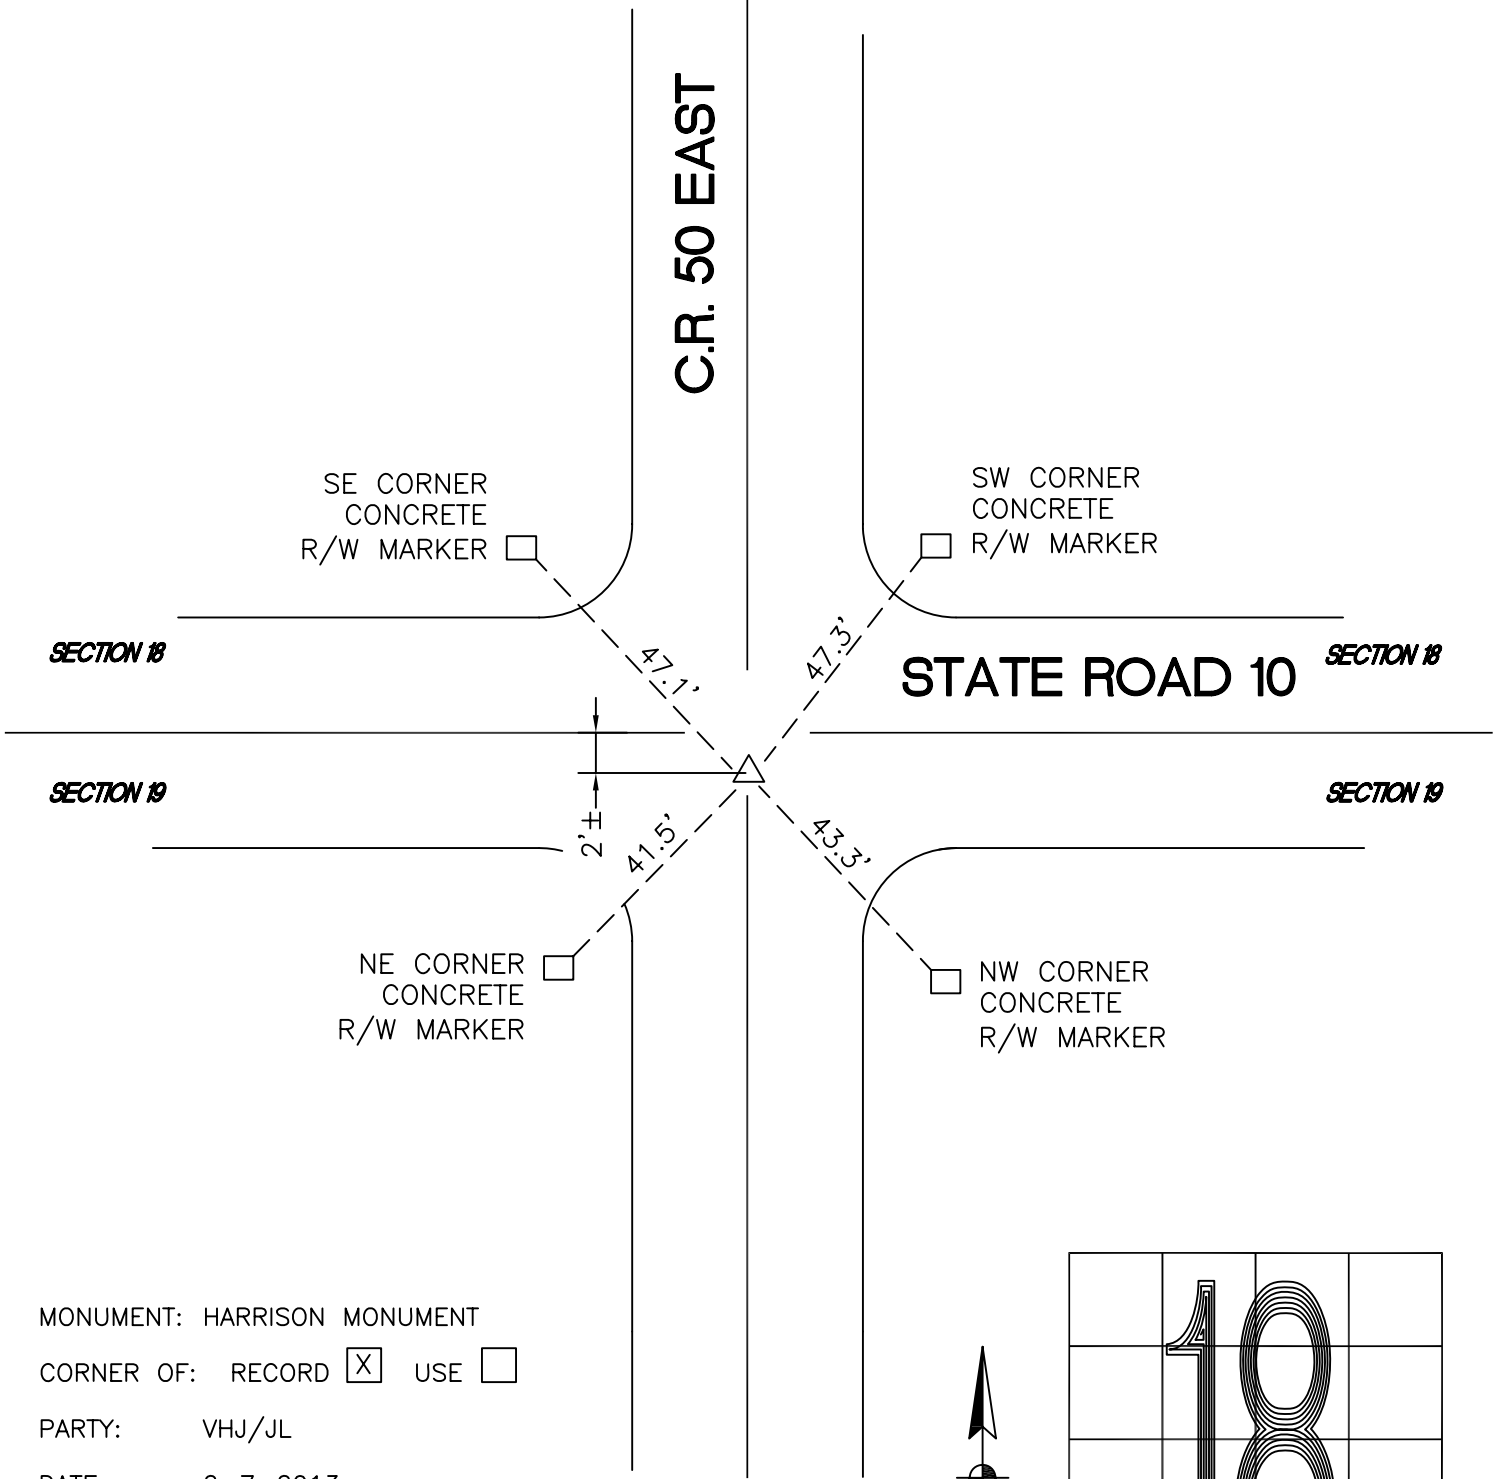 C.R. 50 EAST
SE CORNER
CONCRETE
R/W MARKER
SW CORNER
CONCRETE
R/W MARKER
47.1'
47.3'
SECTION 18
STATE ROAD 10
SECTION 18
SECTION 19
SECTION 19
2'±
41.5'
43.3'
NE CORNER
CONCRETE
R/W MARKER
NW CORNER
CONCRETE
R/W MARKER
MONUMENT: HARRISON MONUMENT
CORNER OF: RECORD X USE
PARTY: VHJ/JL
18